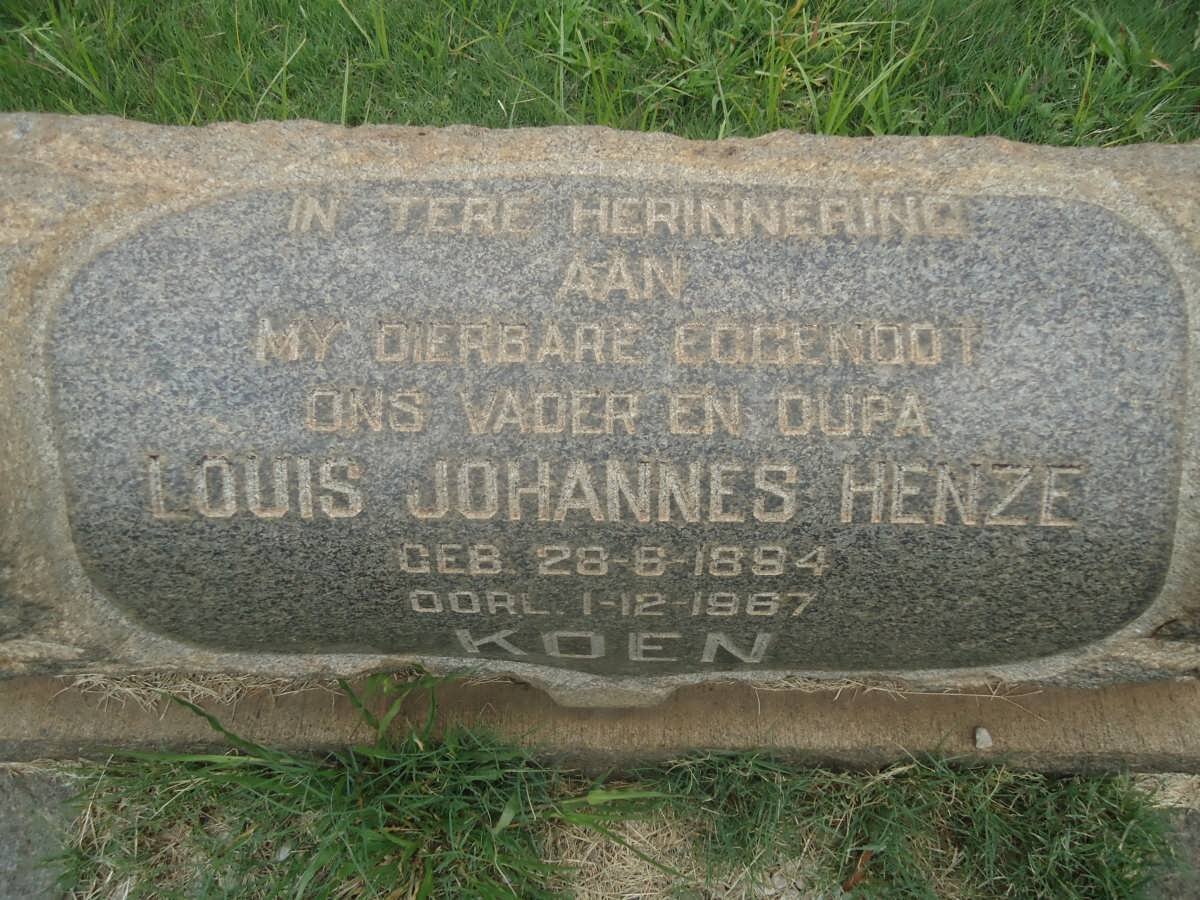 IN TERE HERINNERING
AAN
MY DIERBARE EGGENOOT
ONS VADER EN OUPA
LOUIS JOHANNES HENZE
GEB. 28-6-1894
OORL. 1-12-1967
KOEN